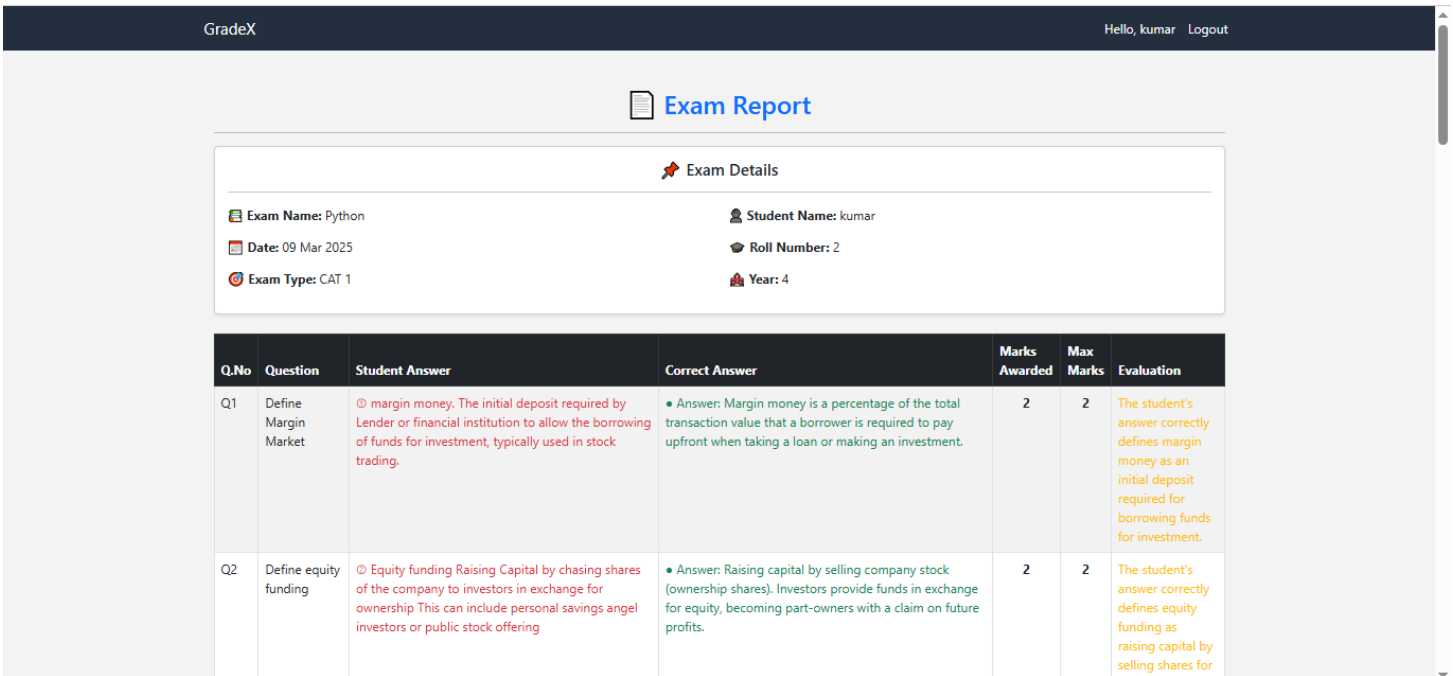 GradeX
Hello, kumar Logout
Exam Report
Exam Details
Exam Name: Python
Student Name: kumar
Date: 09 Mar 2025
Roll Number: 2
Exam Type: CAT 1
Year: 4
Q.No Question Student Answer Correct Answer Marks Awarded Max Marks Evaluation
Q1
Define
Margin
Market
① margin money. The initial deposit required by
Lender or financial institution to allow the borrowing
of funds for investment, typically used in stock
trading.
● Answer: Margin money is a percentage of the total
transaction value that a borrower is required to pay
upfront when taking a loan or making an investment.
2
2
The student's
answer correctly
defines margin
money as an
initial deposit
required for
borrowing funds
for investment.
Q2
Define equity
funding
② Equity funding Raising Capital by chasing shares
of the company to investors in exchange for
ownership This can include personal savings angel
investors or public stock offering
● Answer: Raising capital by selling company stock
(ownership shares). Investors provide funds in exchange
for equity, becoming part-owners with a claim on future
profits.
2
2
The student's
answer correctly
defines equity
funding as
raising capital by
selling shares for